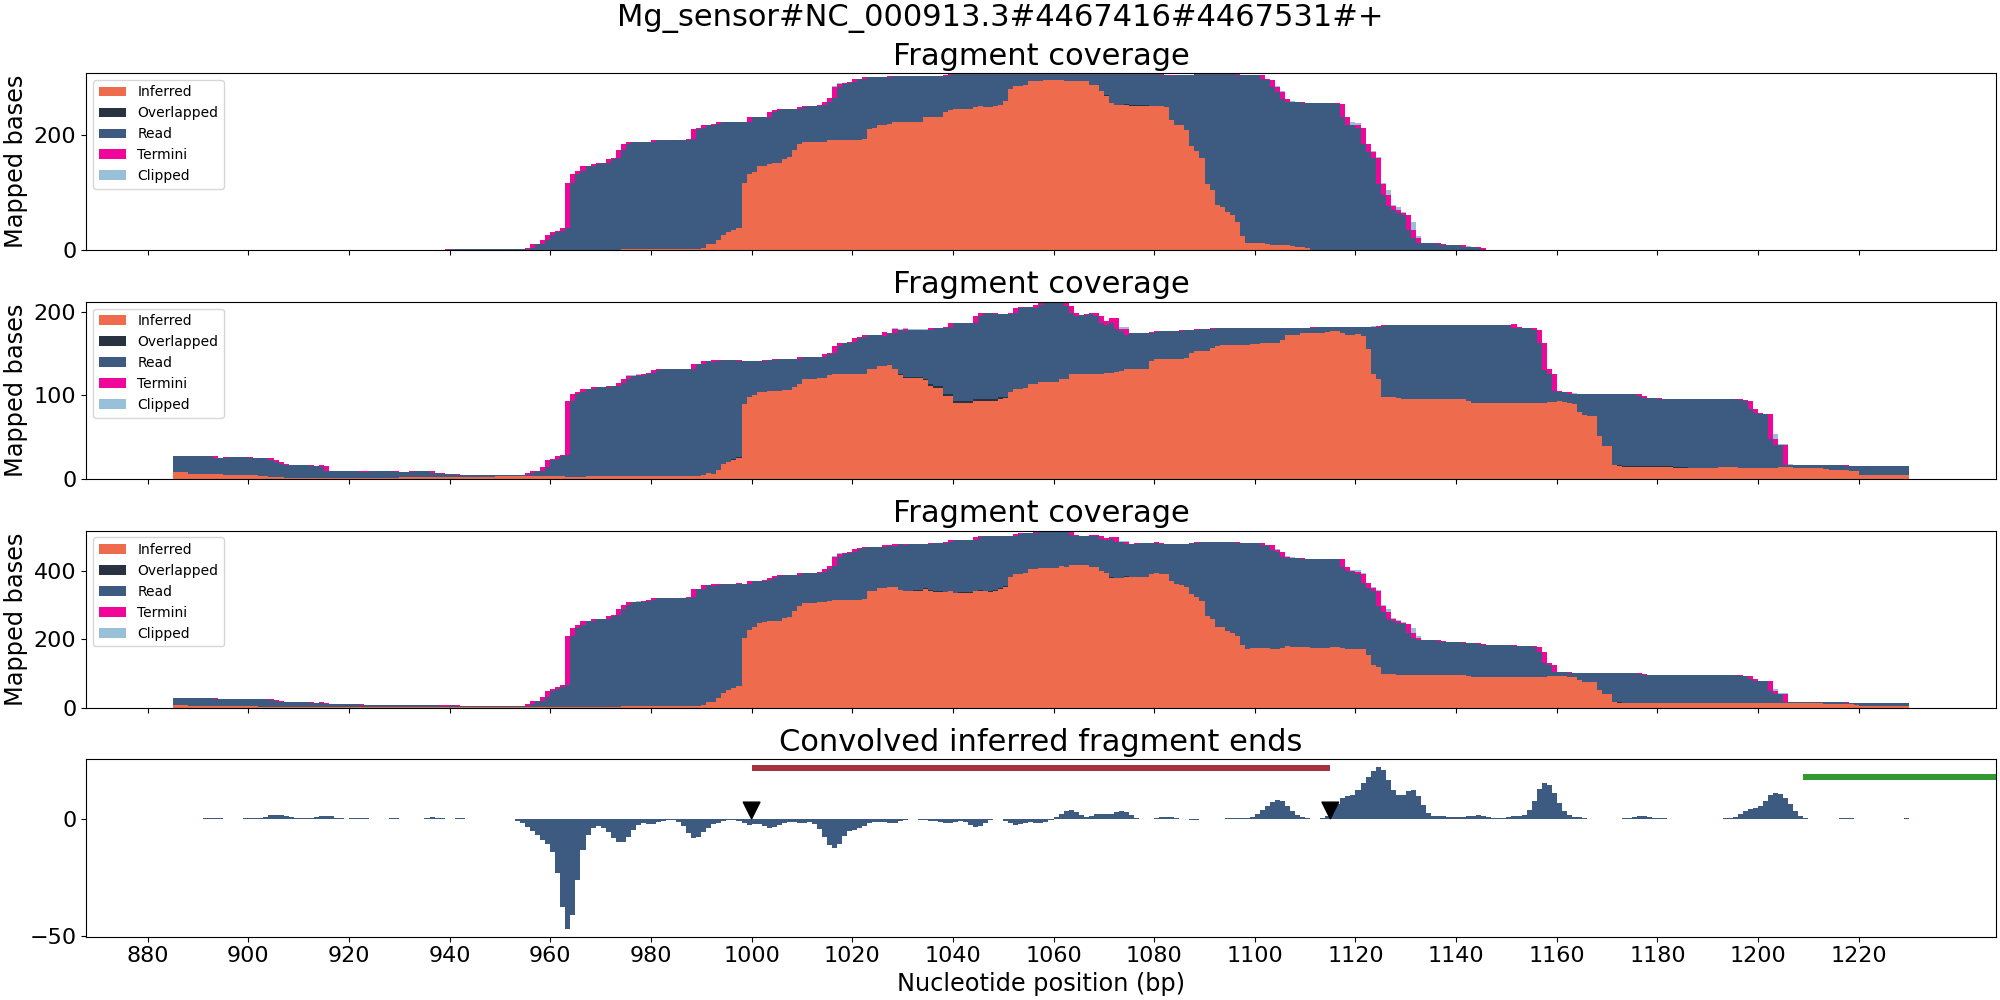 Mg_sensor#NC_000913.3#4467416#4467531#+
Fragment coverage
Mapped bases
200
0
Inferred
Overlapped
Read
Termini
Clipped
Fragment coverage
Mapped bases
200
100
0
Inferred
Overlapped
Read
Termini
Clipped
Fragment coverage
Mapped bases
400
200
0
Inferred
Overlapped
Read
Termini
Clipped
Convolved inferred fragment ends
0
−50
880 900 920 940 960 980 1000 1020 1040 1060 1080 1100 1120 1140 1160 1180 1200 1220
Nucleotide position (bp)